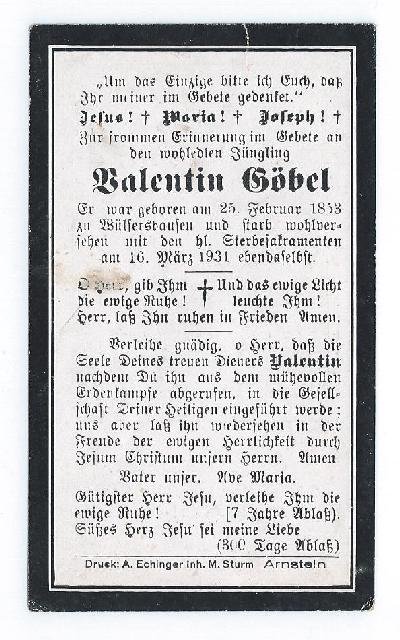 „Um das Einzige bitte ich Euch, daß
Ihr meiner im Gebete gedenket."
Jesus! † Maria! † Joseph! †
Zur frommen Erinnerung im Gebete an
den wohledlen Jüngling
Valentin Göbel
Er war geboren am 25. Februar 1853
zu Wülfershausen und starb wohlver-
sehen mit den hl. Sterbesakramenten
am 16. März 1931 ebendaselbst.
O Herr, gib Ihm † Und das ewige Licht
die ewige Ruhe! leuchte Ihm!
Herr, laß Ihn ruhen in Frieden Amen.
Verleihe gnädig, o Herr, daß die
Seele Deines treuen Dieners Valentin
nachdem Du ihn aus dem mühevollen
Erdenkampfe abgerufen, in die Gesell-
schaft Deiner Heiligen eingeführt werde;
uns aber laß ihn wiedersehen in der
Freude der ewigen Herrlichkeit durch
Jesum Christum unsern Herrn. Amen
Vater unser. Ave Maria.
Gütigster Herr Jesu, verleihe Ihm die
ewige Ruhe! [7 Jahre Ablaß).
Süßes Herz Jesu sei meine Liebe
(300 Tage Ablaß)
Druck: A. Echinger Inh. M. Sturm Arnstein